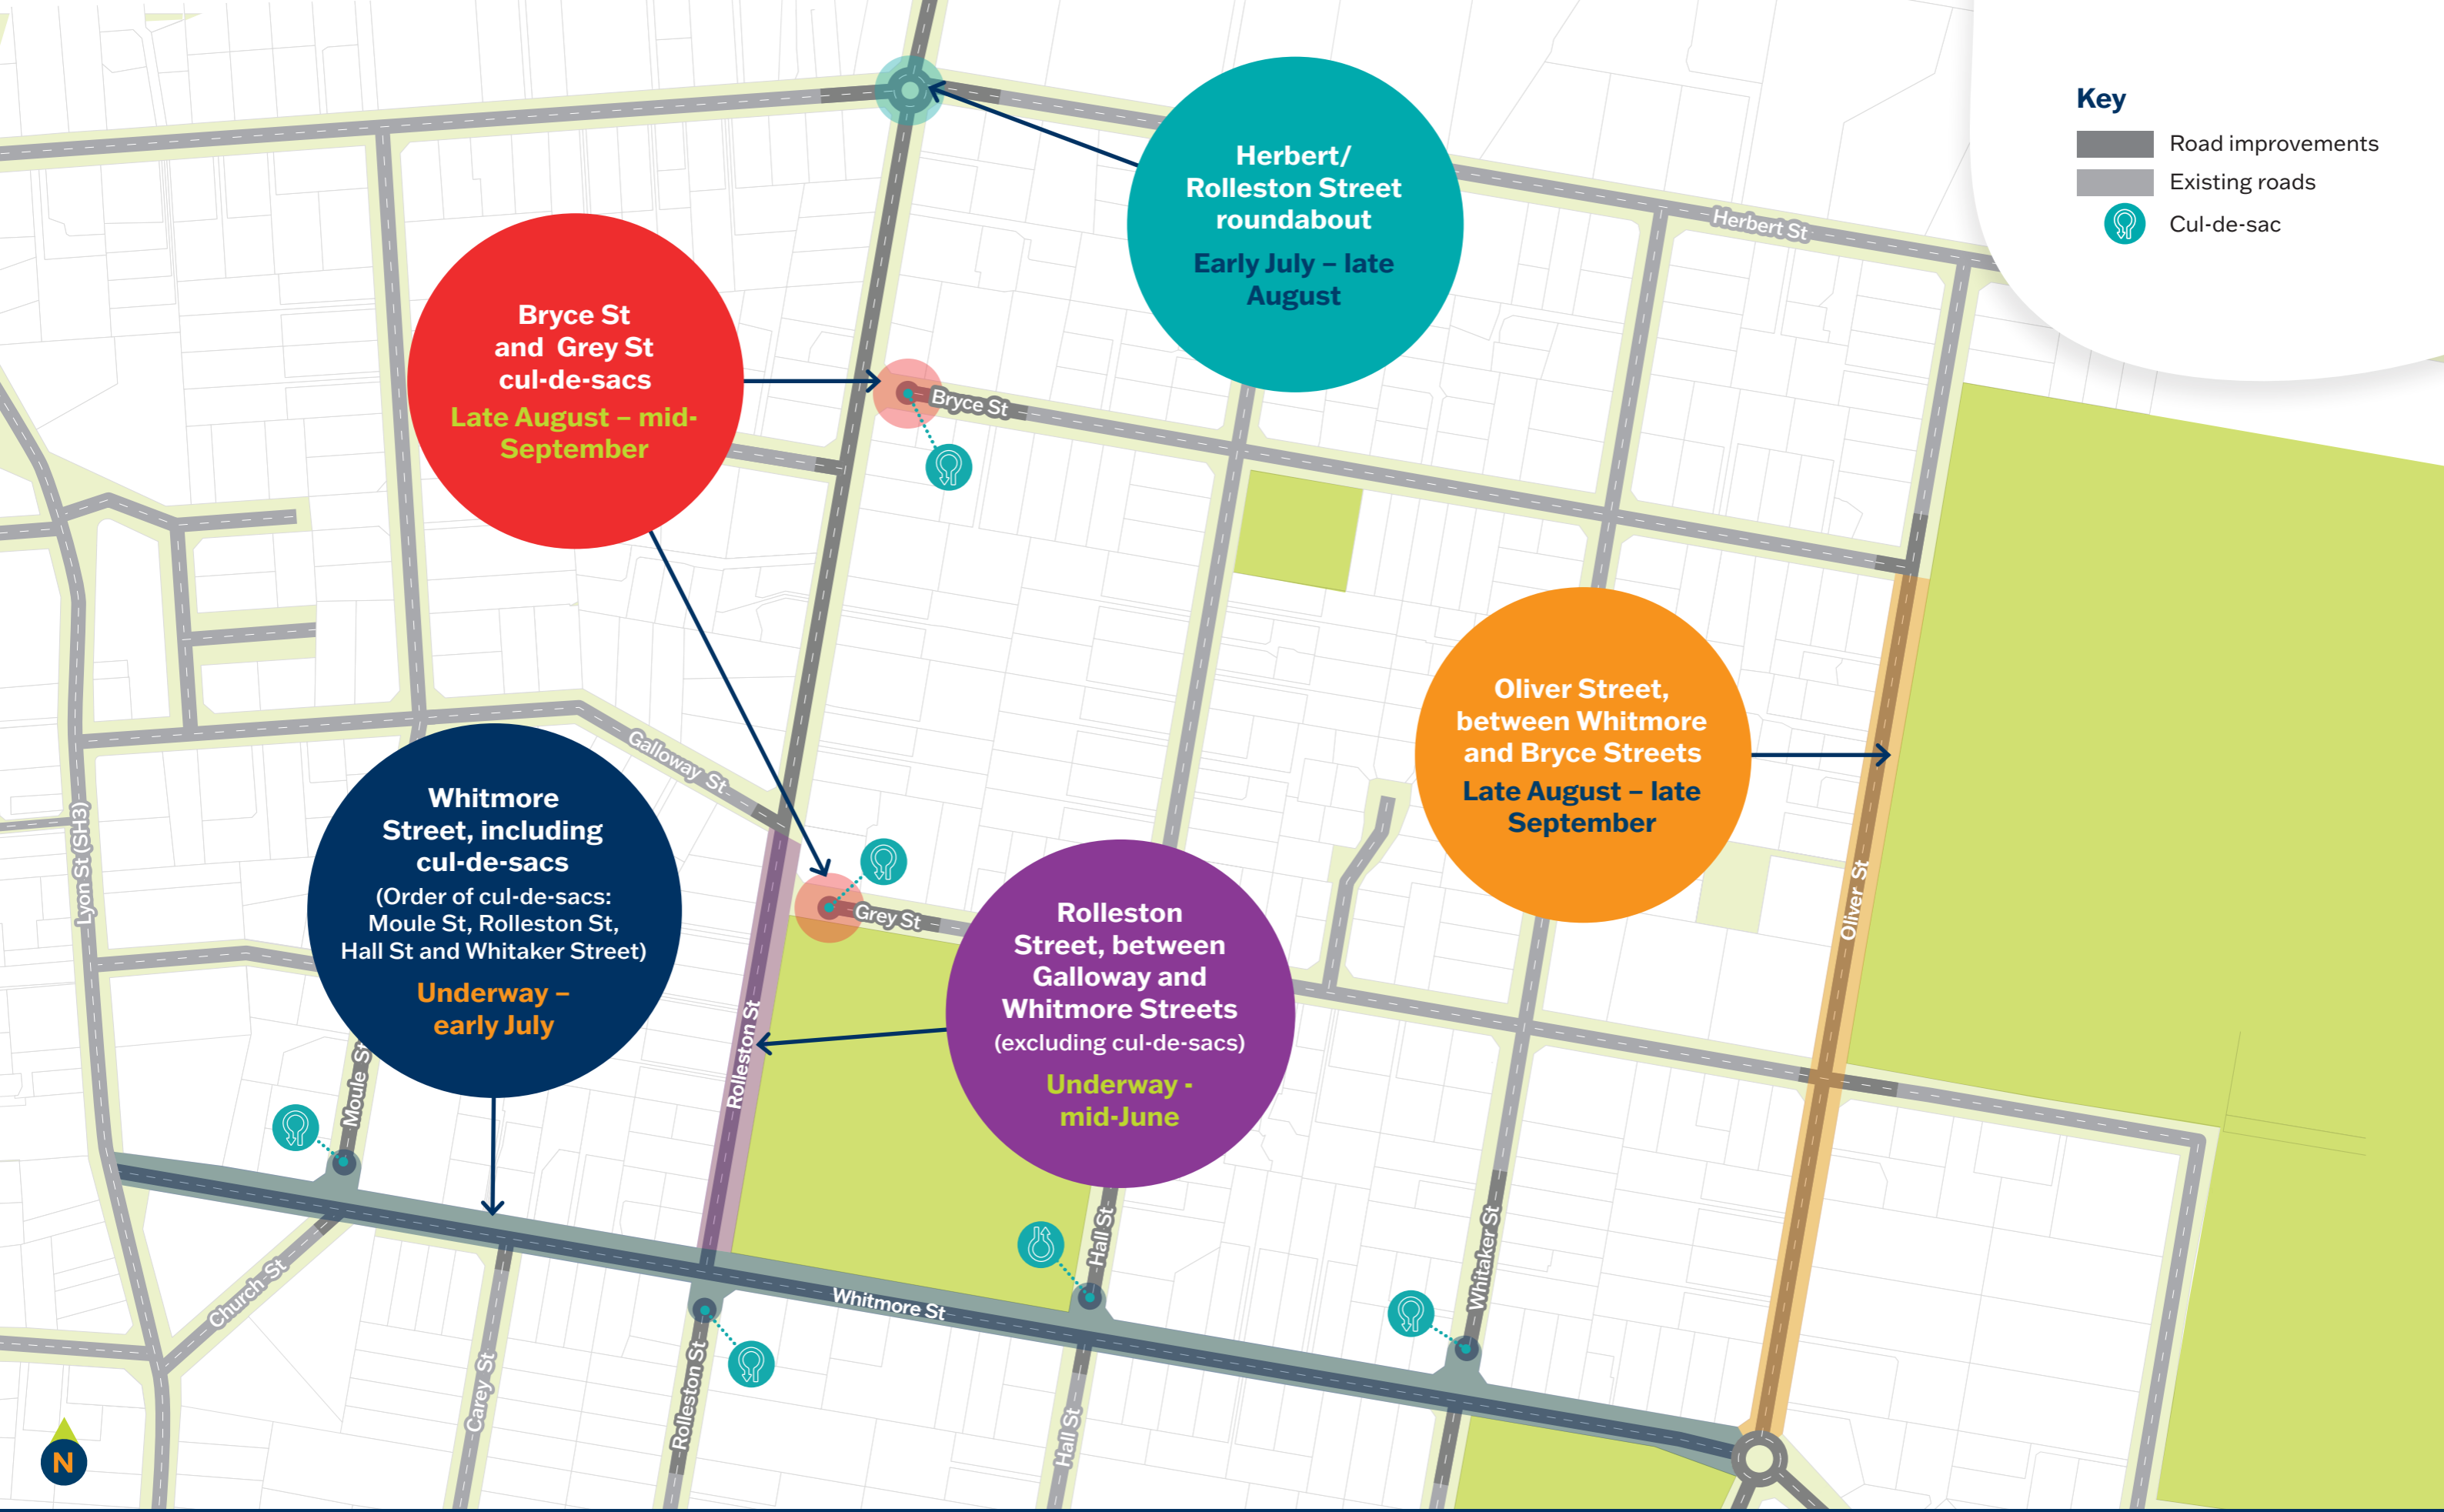 Key
Road improvements
Existing roads
Cul-de-sac
Herbert/
Rolleston Street
roundabout
Early July – late
August
Herbert St
Bryce St
and Grey St
cul-de-sacs
Late August – mid-
September
Bryce St
Oliver Street,
between Whitmore
and Bryce Streets
Late August – late
September
Oliver St
Galloway St
Whitmore
Street, including
cul-de-sacs
(Order of cul-de-sacs:
Moule St, Rolleston St,
Hall St and Whitaker Street)
Underway –
early July
Lyon St (SH3)
Grey St
Rolleston
Street, between
Galloway and
Whitmore Streets
(excluding cul-de-sacs)
Underway -
mid-June
Rolleston St
Moule St
Hall St
Whitaker St
Church St
Whitmore St
Carey St
Rolleston St
Hall St
N